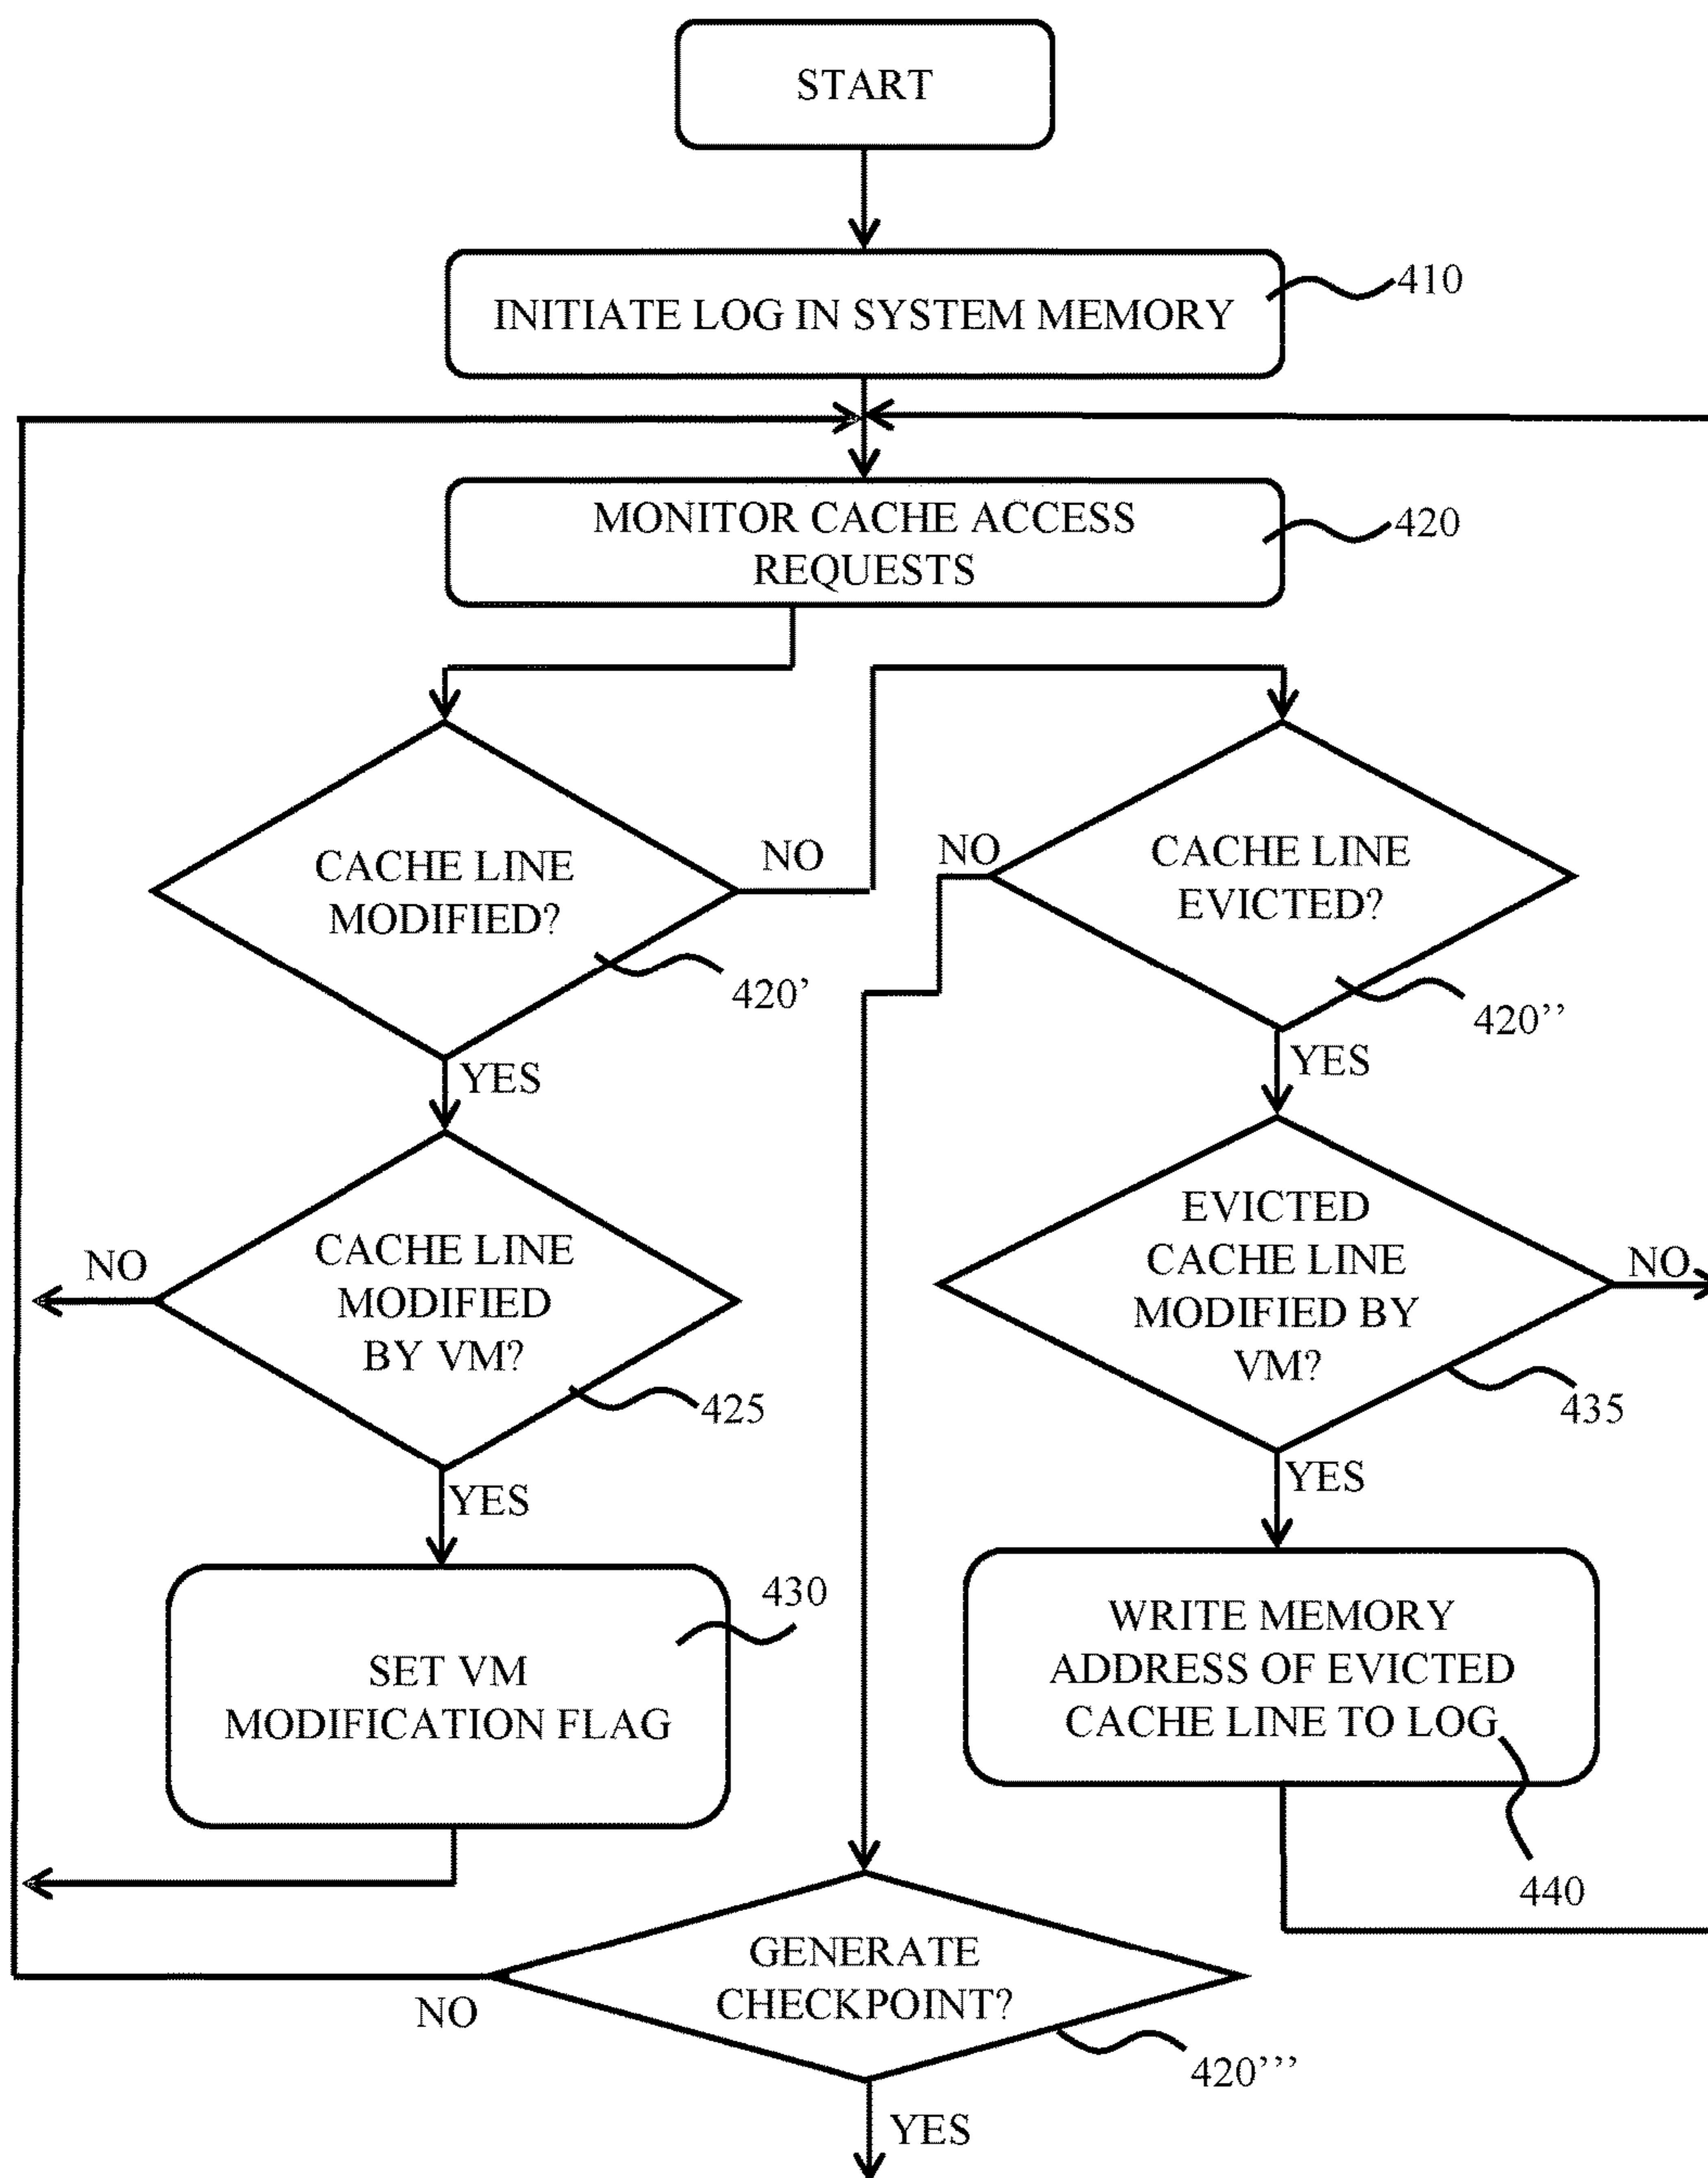 START
INITIATE LOG IN SYSTEM MEMORY
410
MONITOR CACHE ACCESS
REQUESTS
420
CACHE LINE
MODIFIED?
NO
420'
NO
CACHE LINE
EVICTED?
420’’
YES
YES
NO
CACHE LINE
MODIFIED
BY VM?
425
EVICTED
CACHE LINE
MODIFIED BY
VM?
NO
435
YES
YES
SET VM
MODIFICATION FLAG
430
WRITE MEMORY
ADDRESS OF EVICTED
CACHE LINE TO LOG
440
GENERATE
CHECKPOINT?
NO
420’’’
YES